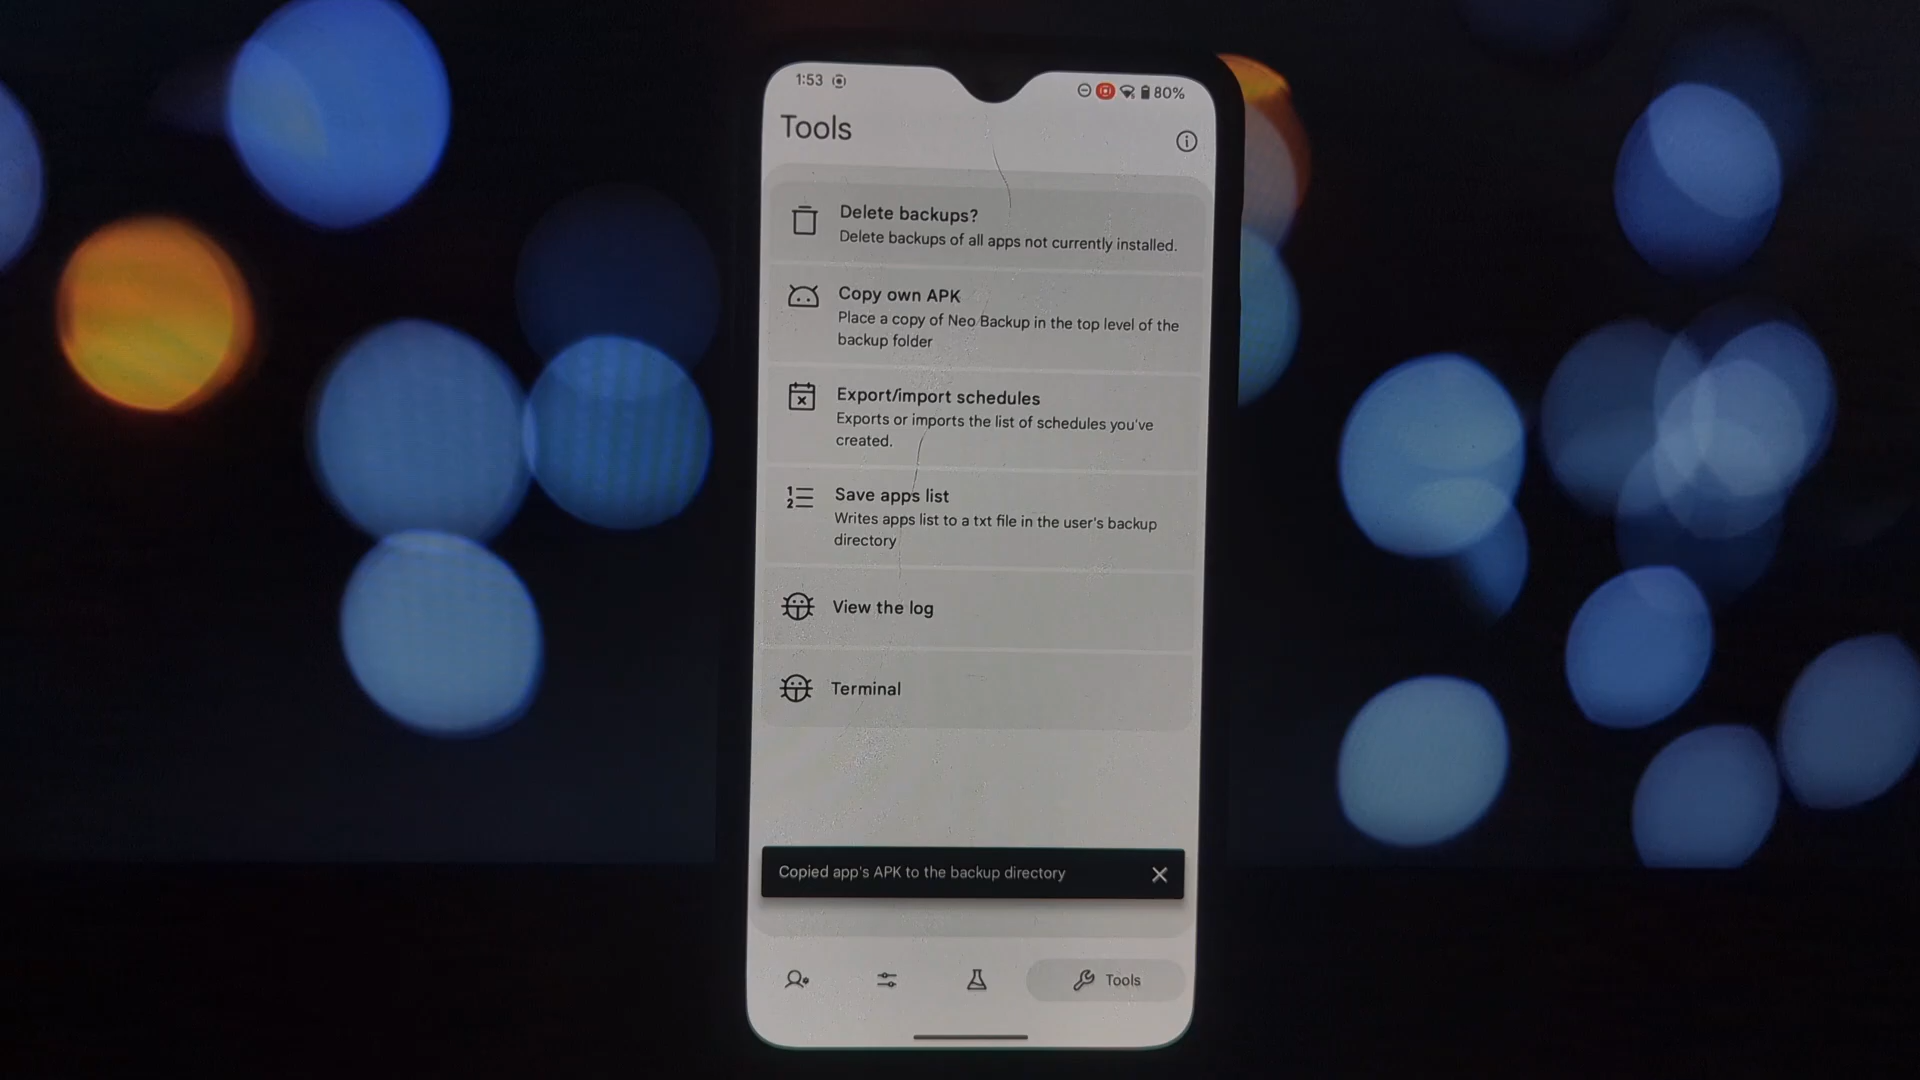 1:53
80%
Tools
Delete backups?
Delete backups of all apps not currently installed.
Copy own APK
Place a copy of Neo Backup in the top level of the
backup folder
Export/import schedules
Exports or imports the list of schedules you've
created.
1
2
Save apps list
Writes apps list to a txt file in the user's backup
directory
View the log
Terminal
Copied app's APK to the backup directory
Tools